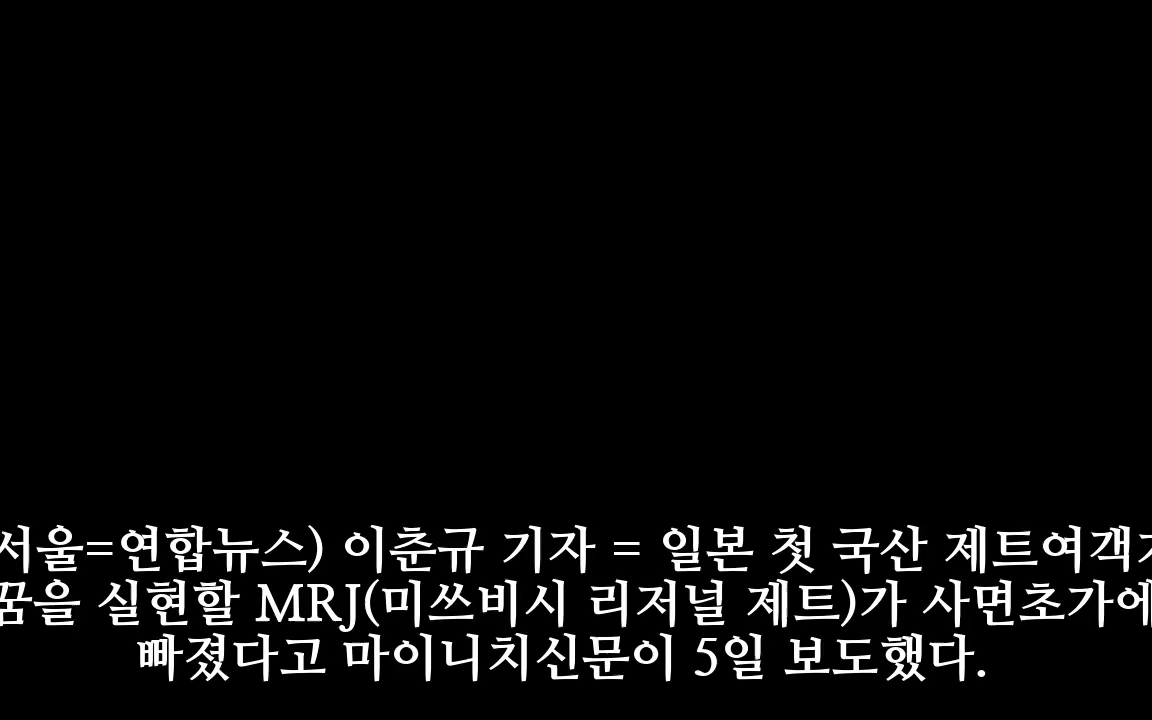 서울=연합뉴스) 이춘규 기자 = 일본 첫 국산 제트여객
꿈을 실현할 MRJ(미쓰비시 리저널 제트)가 사면초가에
빠졌다고 마이니치신문이 5일 보도했다.